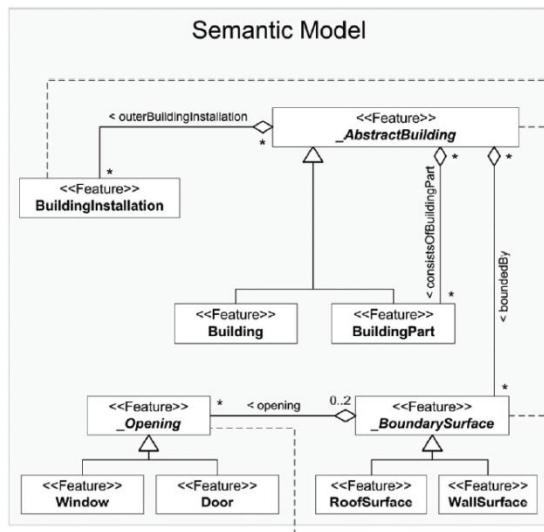 Semantic Model
< outerBuildingInstallation
*
<<Feature>>
_AbstractBuilding
*
*
*
<<Feature>>
BuildingInstallation
< consistsOfBuildingPart
< boundedBy
*
<<Feature>>
Building
<<Feature>>
BuildingPart
*
<<Feature>>
_Opening
*
< opening
0..2
<<Feature>>
_BoundarySurface
<<Feature>>
Window
<<Feature>>
Door
<<Feature>>
RoofSurface
<<Feature>>
WallSurface